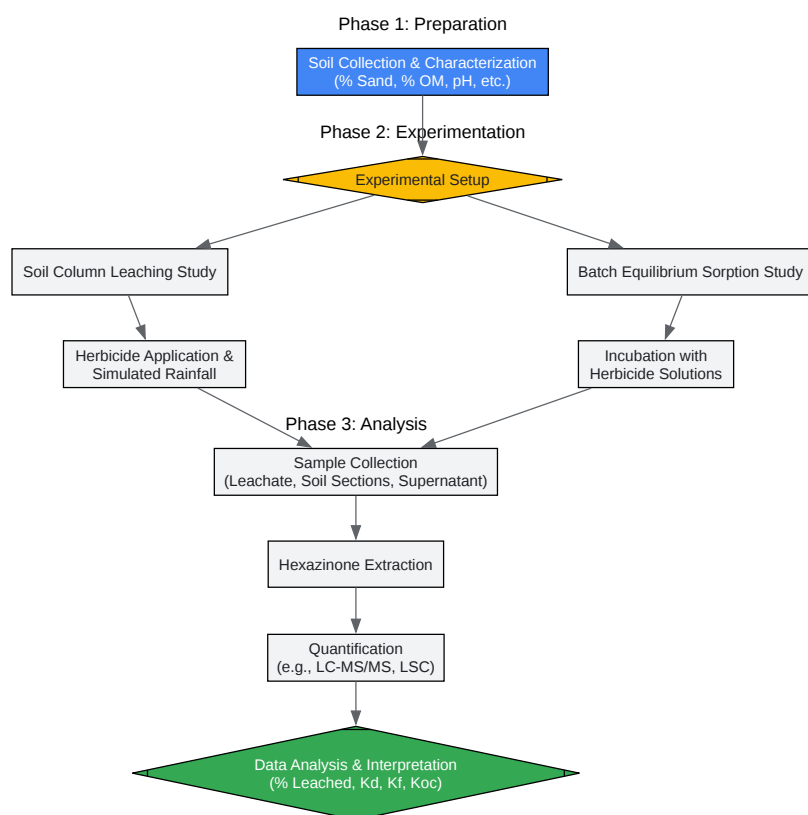 Phase 1: Preparation
Soil Collection & Characterization
(% Sand, % OM, pH, etc.)
Phase 2: Experimentation
Experimental Setup
Soil Column Leaching Study
Batch Equilibrium Sorption Study
Herbicide Application &
Simulated Rainfall
Incubation with
Herbicide Solutions
Phase 3: Analysis
Sample Collection
(Leachate, Soil Sections, Supernatant)
Hexazinone Extraction
Quantification
(e.g., LC-MS/MS, LSC)
Data Analysis & Interpretation
(% Leached, Kd, Kf, Koc)